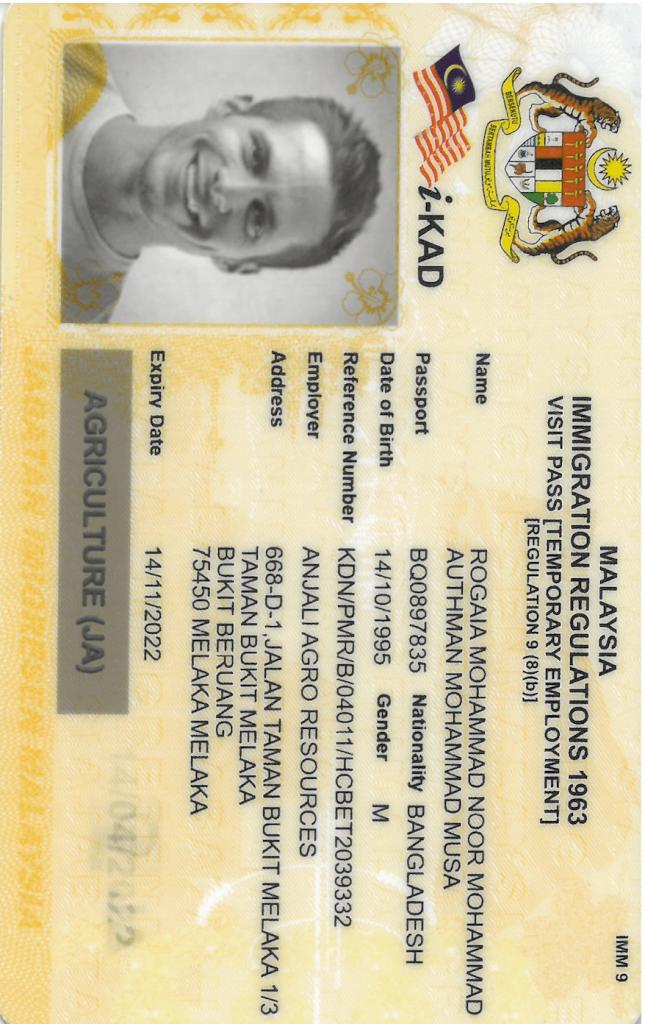 IMM 9
MALAYSIA
IMMIGRATION REGULATIONS 1963
VISIT PASS [TEMPORARY EMPLOYMENT]
[REGULATION 9 (8)(b)]
BERSEKUTU BERTAMBAH MUTU
i-KAD
Name ROGAIA MOHAMMAD NOOR MOHAMMAD
AUTHMAN MOHAMMAD MUSA
Passport BQ0897835 Nationality BANGLADESH
Date of Birth 14/10/1995 Gender M
Reference Number KDN/PMR/B/04011/HCBET2039332
Employer ANJALI AGRO RESOURCES
Address 668-D-1,JALAN TAMAN BUKIT MELAKA 1/3
TAMAN BUKIT MELAKA
BUKIT BERUANG
75450 MELAKA MELAKA
Expiry Date 14/11/2022
AGRICULTURE (JA)
JABATAN IMIGRESEN MALAYSIA